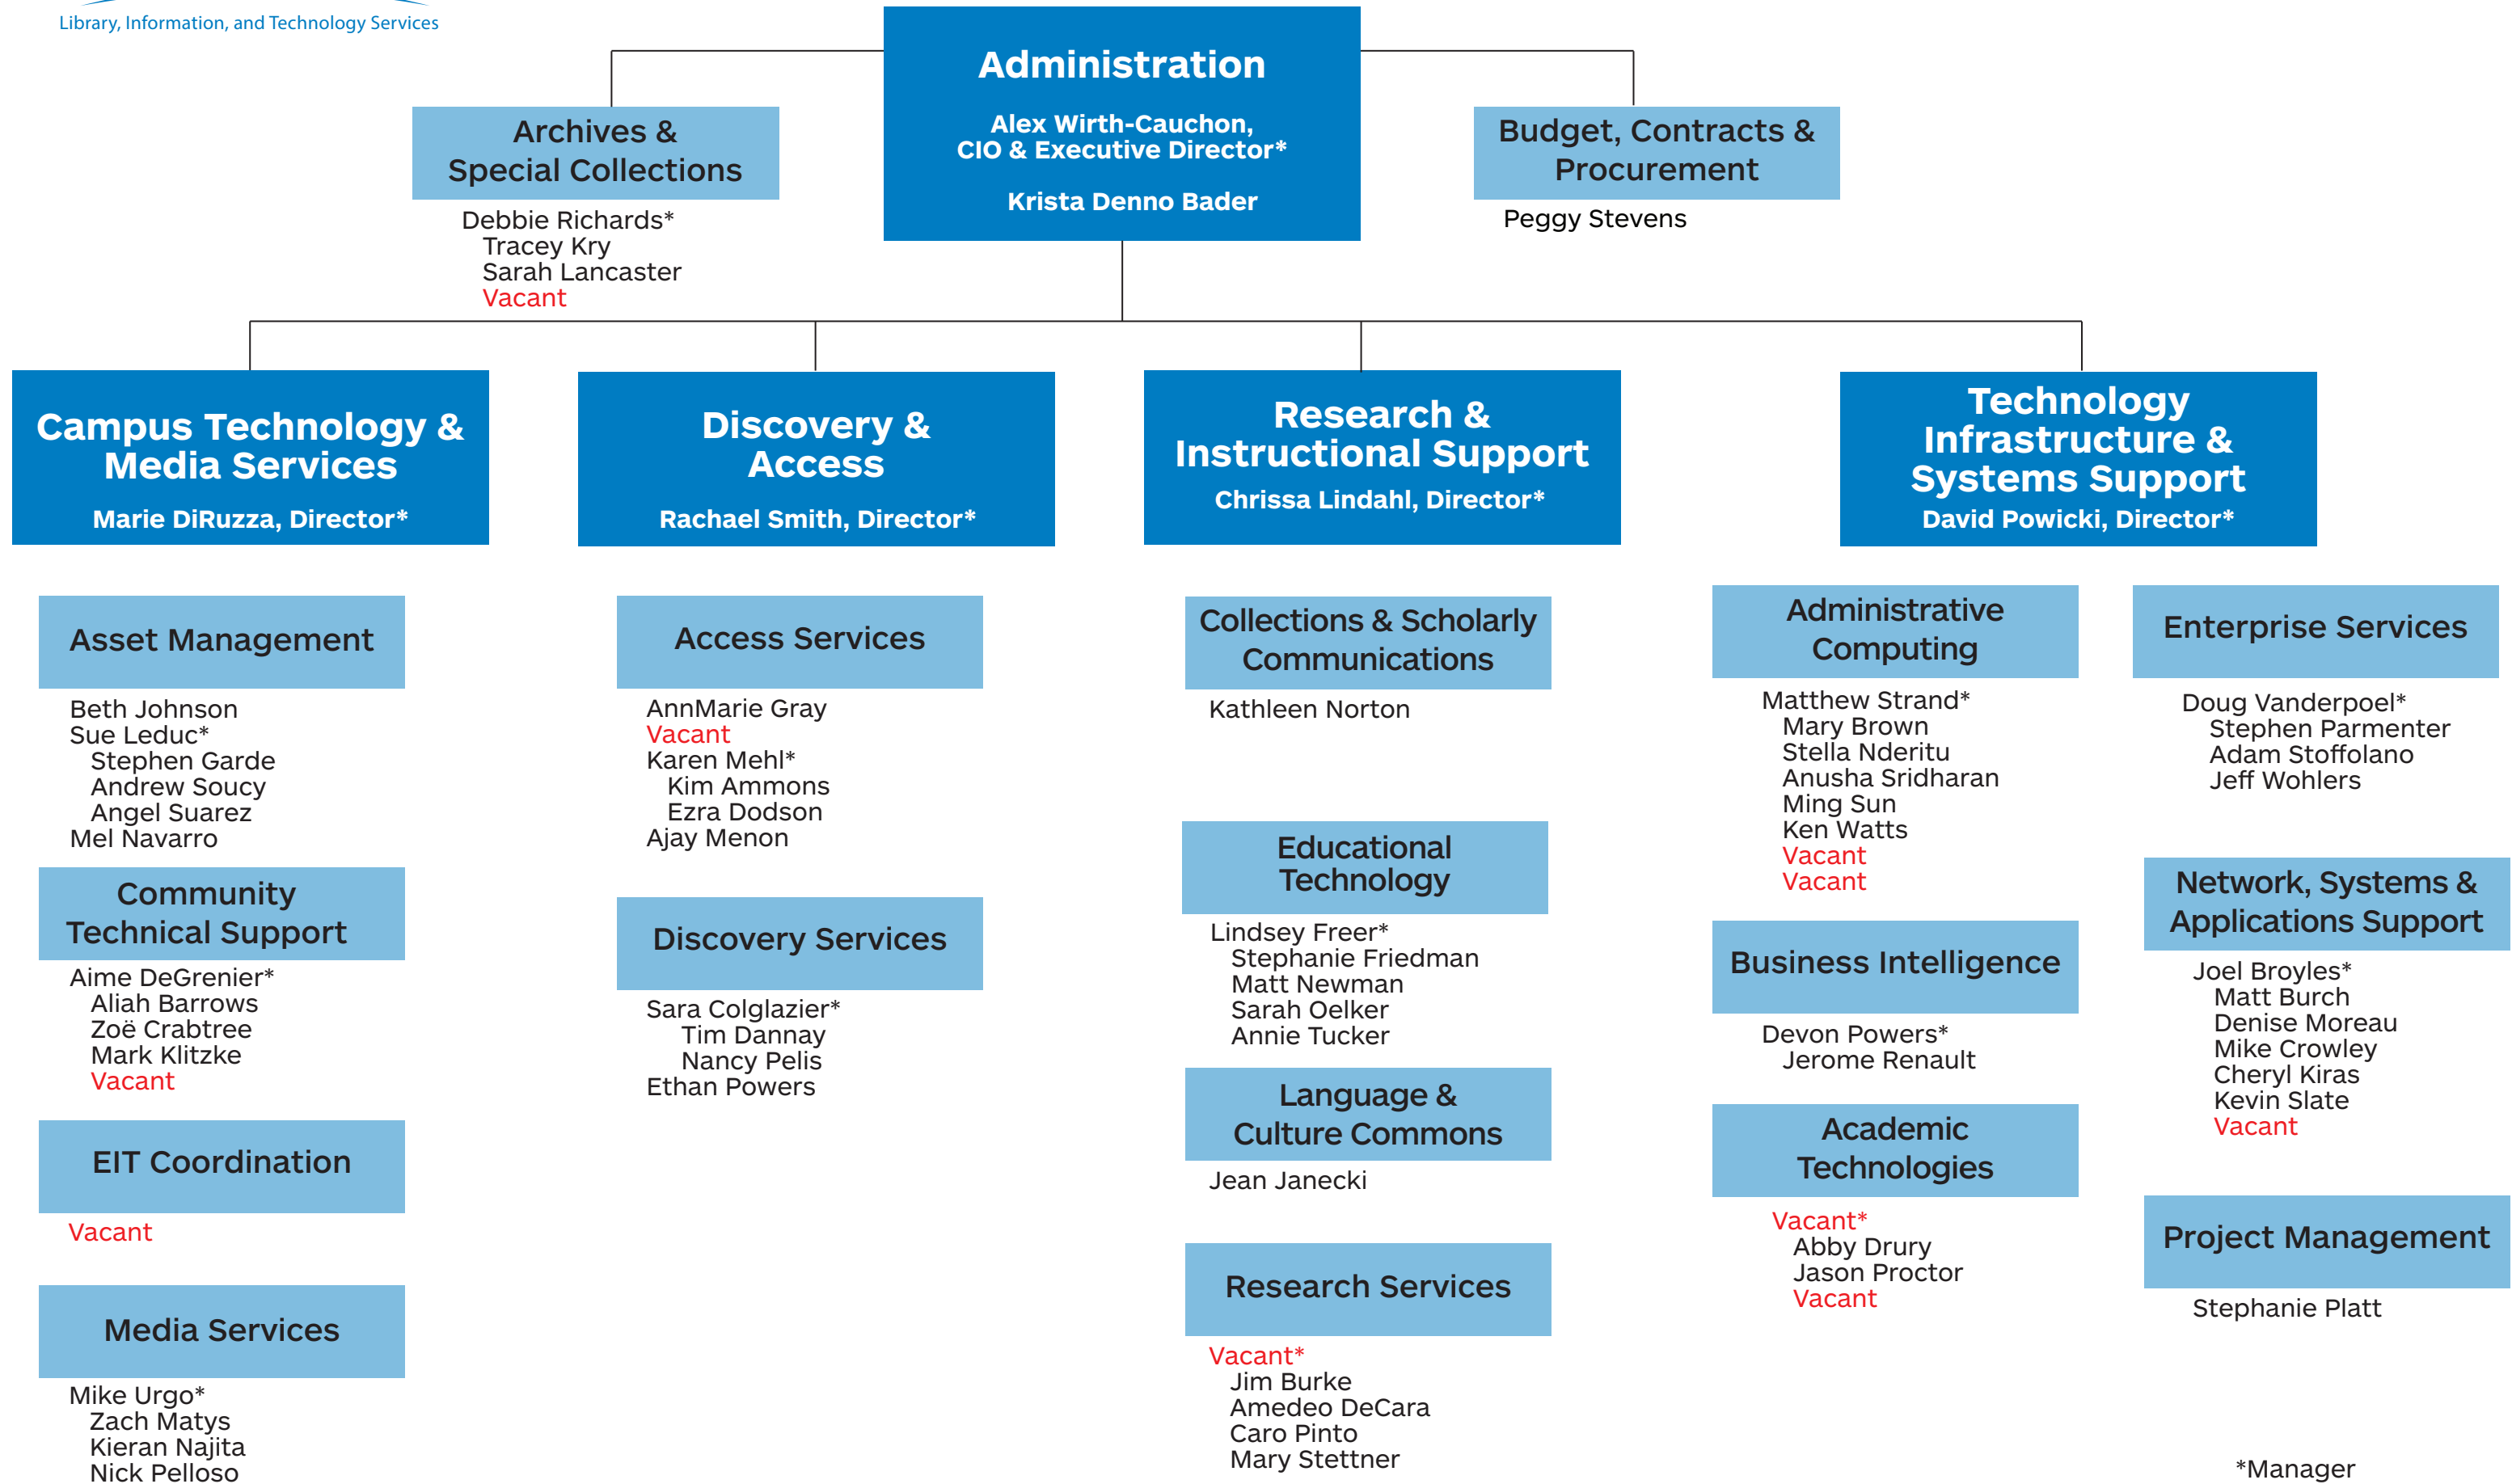 Library, Information, and Technology Services
Administration
Alex Wirth-Cauchon,
CIO & Executive Director*
Krista Denno Bader
Archives &
Special Collections
Debbie Richards*
Tracey Kry
Sarah Lancaster
Vacant
Budget, Contracts &
Procurement
Peggy Stevens
Campus Technology &
Media Services
Marie DiRuzza, Director*
Asset Management
Beth Johnson
Sue Leduc*
Stephen Garde
Andrew Soucy
Angel Suarez
Mel Navarro
Community
Technical Support
Aime DeGrenier*
Aliah Barrows
Zoë Crabtree
Mark Klitzke
Vacant
EIT Coordination
Vacant
Media Services
Mike Urgo*
Zach Matys
Kieran Najita
Nick Pelloso
Discovery &
Access
Rachael Smith, Director*
Access Services
AnnMarie Gray
Vacant
Karen Mehl*
Kim Ammons
Ezra Dodson
Ajay Menon
Discovery Services
Sara Colglazier*
Tim Dannay
Nancy Pelis
Ethan Powers
Research &
Instructional Support
Chrissa Lindahl, Director*
Collections & Scholarly
Communications
Kathleen Norton
Educational
Technology
Lindsey Freer*
Stephanie Friedman
Matt Newman
Sarah Oelker
Annie Tucker
Language &
Culture Commons
Jean Janecki
Research Services
Vacant*
Jim Burke
Amedeo DeCara
Caro Pinto
Mary Stettner
Technology
Infrastructure &
Systems Support
David Powicki, Director*
Administrative
Computing
Matthew Strand*
Mary Brown
Stella Nderitu
Anusha Sridharan
Ming Sun
Ken Watts
Vacant
Vacant
Business Intelligence
Devon Powers*
Jerome Renault
Academic
Technologies
Vacant*
Abby Drury
Jason Proctor
Vacant
Enterprise Services
Doug Vanderpoel*
Stephen Parmenter
Adam Stoffolano
Jeff Wohlers
Network, Systems &
Applications Support
Joel Broyles*
Matt Burch
Denise Moreau
Mike Crowley
Cheryl Kiras
Kevin Slate
Vacant
Project Management
Stephanie Platt
*Manager